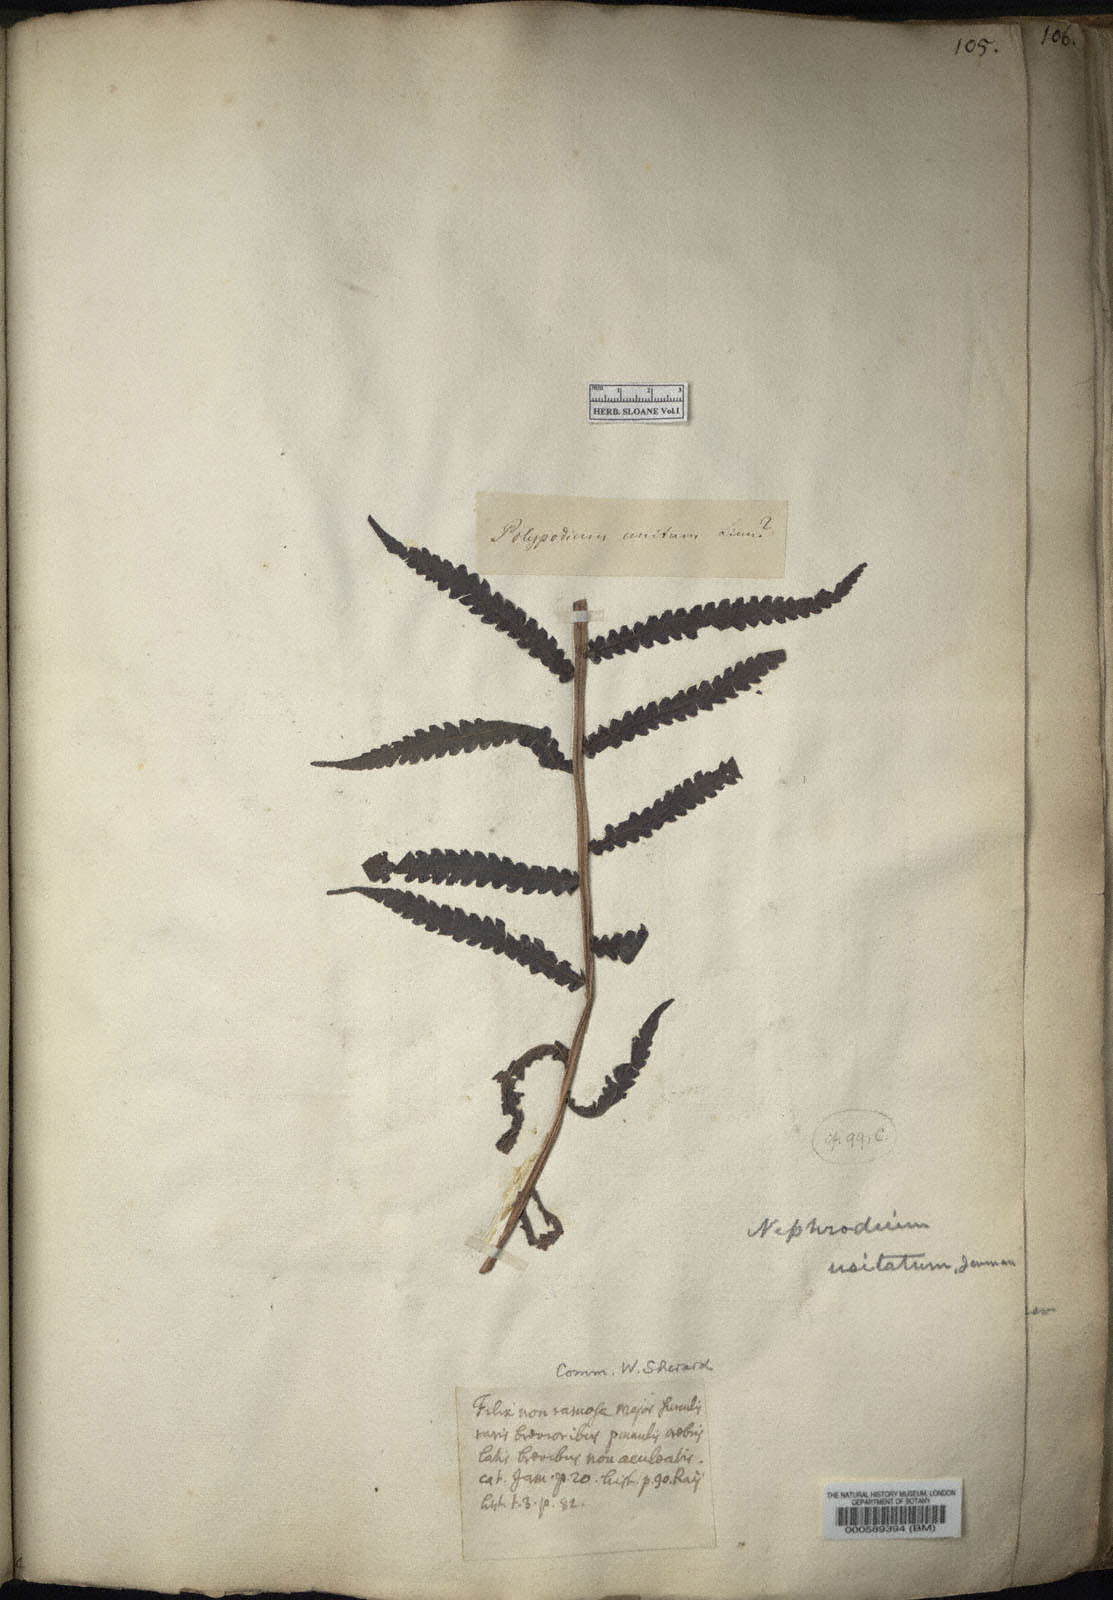 105.
106.
mm 1 2 3
HERB. SLOANE Vol.1
Polypodium unitum Linn?
cf. 99, C.
Nephrodium
usitatum, Jenman
Comm. W. Sherard
Filix non ramosa major surculis
raris brevioribus pinnulis crebris
latis brevibus non aculeatis.
cat. Jam. p. 20. hist. p. 90. Raij
hist. t. 3. p. 82.
THE NATURAL HISTORY MUSEUM, LONDON
DEPARTMENT OF BOTANY
000589394 (BM)